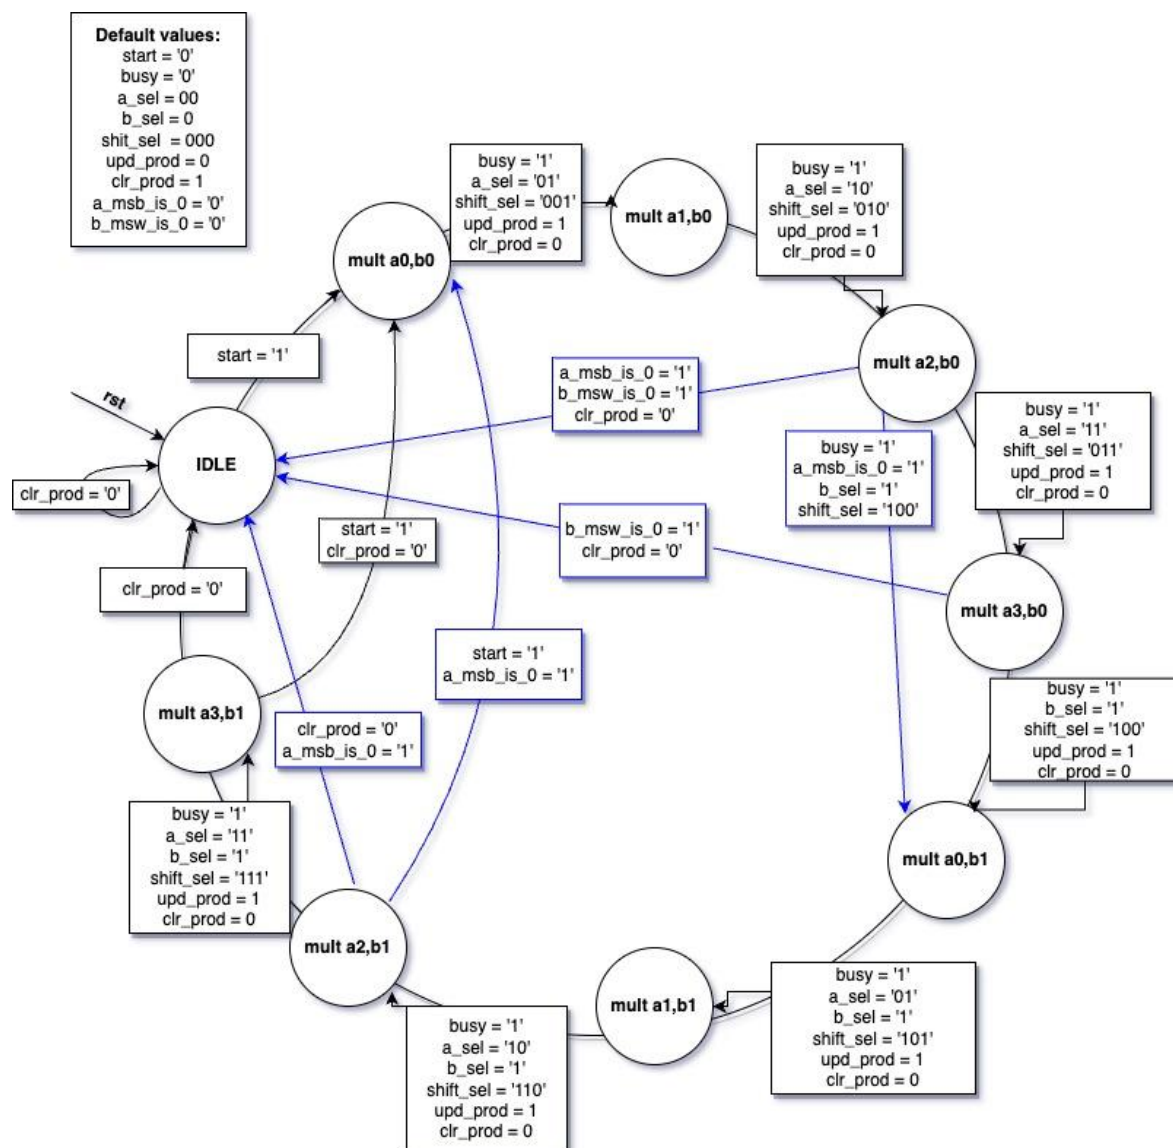 Default values:
start = '0'
busy = '0'
a_sel = 00
b_sel = 0
shit_sel = 000
upd_prod = 0
clr_prod = 1
a_msb_is_0 = '0'
b_msw_is_0 = '0'
busy = '1'
a_sel = '01'
shift_sel = '001'
upd_prod = 1
clr_prod = 0
mult a1,b0
busy = '1'
a_sel = '10'
shift_sel = '010'
upd_prod = 1
clr_prod = 0
mult a0,b0
start = '1'
a_msb_is_0 = '1'
b_msw_is_0 = '1'
clr_prod = '0'
mult a2,b0
rst
IDLE
clr_prod = '0'
busy = '1'
a_msb_is_0 = '1'
b_sel = '1'
shift_sel = '100'
busy = '1'
a_sel = '11'
shift_sel = '011'
upd_prod = 1
clr_prod = 0
start = '1'
clr_prod = '0'
b_msw_is_0 = '1'
clr_prod = '0'
clr_prod = '0'
mult a3,b0
start = '1'
a_msb_is_0 = '1'
mult a3,b1
clr_prod = '0'
a_msb_is_0 = '1'
busy = '1'
b_sel = '1'
shift_sel = '100'
upd_prod = 1
clr_prod = 0
busy = '1'
a_sel = '11'
b_sel = '1'
shift_sel = '111'
upd_prod = 1
clr_prod = 0
mult a0,b1
mult a2,b1
mult a1,b1
busy = '1'
a_sel = '01'
b_sel = '1'
shift_sel = '101'
upd_prod = 1
clr_prod = 0
busy = '1'
a_sel = '10'
b_sel = '1'
shift_sel = '110'
upd_prod = 1
clr_prod = 0